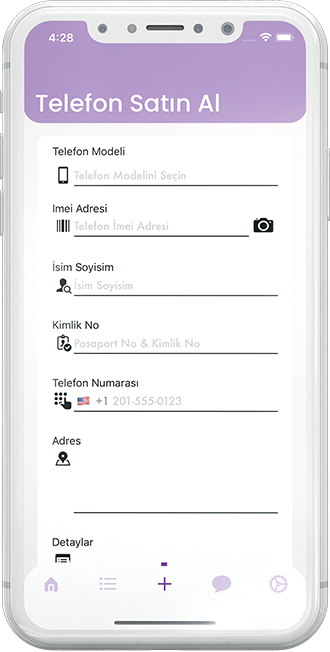 4:28
Telefon Satın Al
Telefon Modeli
Telefon Modelini Seçin
Imei Adresi
Telefon İmei Adresi
İsim Soyisim
İsim Soyisim
Kimlik No
Pasaport No & Kimlik No
Telefon Numarası
+1 201-555-0123
Adres
Detaylar